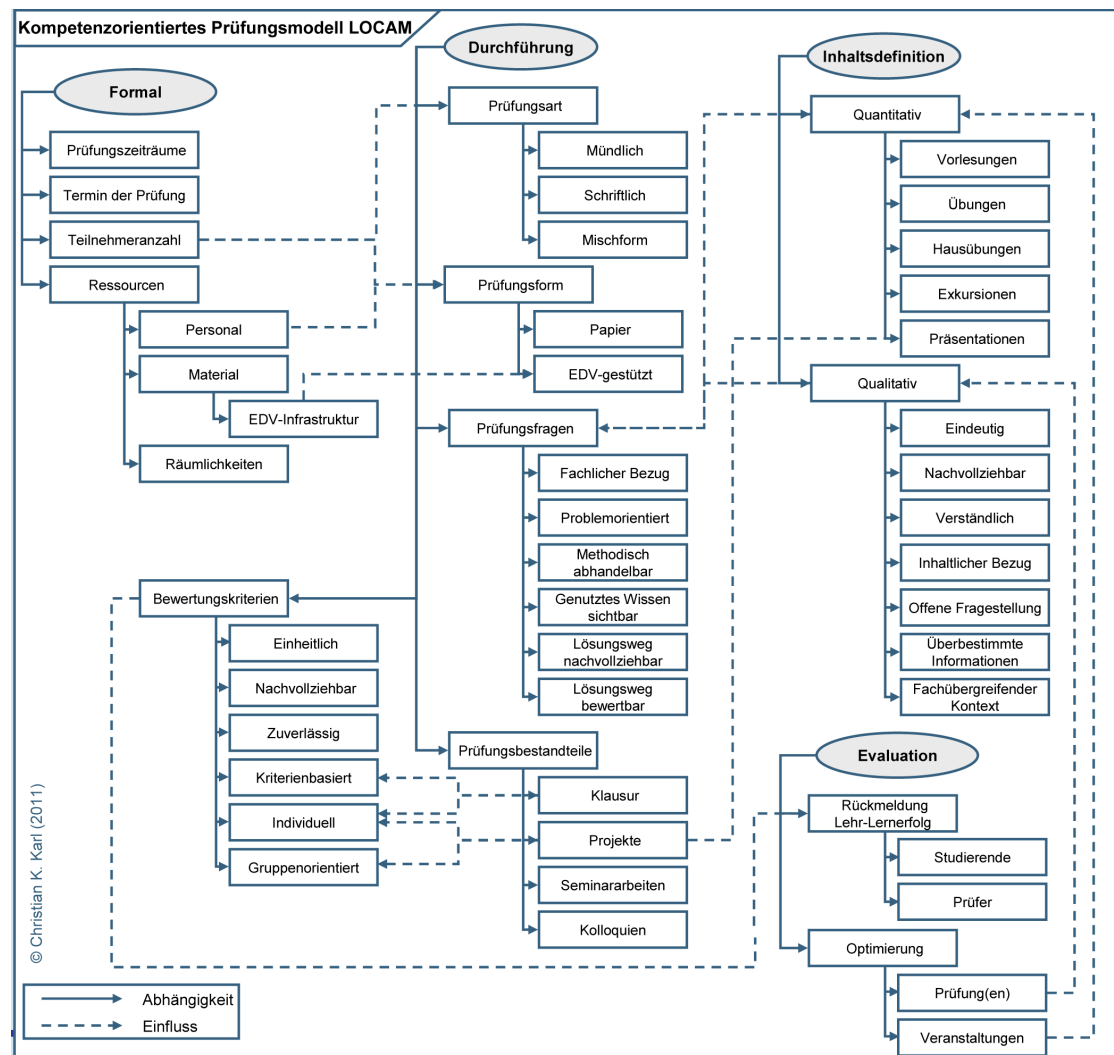 Kompetenzorientiertes Prüfungsmodell LOCAM
Formal
Prüfungszeiträume
Termin der Prüfung
Teilnehmeranzahl
Ressourcen
Personal
Material
EDV-Infrastruktur
Räumlichkeiten
Bewertungskriterien
Einheitlich
Nachvollziehbar
Zuverlässig
Kriterienbasiert
Individuell
Gruppenorientiert
Durchführung
Prüfungsart
Mündlich
Schriftlich
Mischform
Prüfungsform
Papier
EDV-gestützt
Prüfungsfragen
Fachlicher Bezug
Problemorientiert
Methodisch
abhandelbar
Genutztes Wissen
sichtbar
Lösungsweg
nachvollziehbar
Lösungsweg
bewertbar
Prüfungsbestandteile
Klausur
Projekte
Seminararbeiten
Kolloquien
Inhaltsdefinition
Quantitativ
Vorlesungen
Übungen
Hausübungen
Exkursionen
Präsentationen
Qualitativ
Eindeutig
Nachvollziehbar
Verständlich
Inhaltlicher Bezug
Offene Fragestellung
Überbestimmte
Informationen
Fachübergreifender
Kontext
Evaluation
Rückmeldung
Lehr-Lernerfolg
Studierende
Prüfer
Optimierung
Prüfung(en)
Veranstaltungen
© Christian K. Karl (2011)
Abhängigkeit
Einfluss